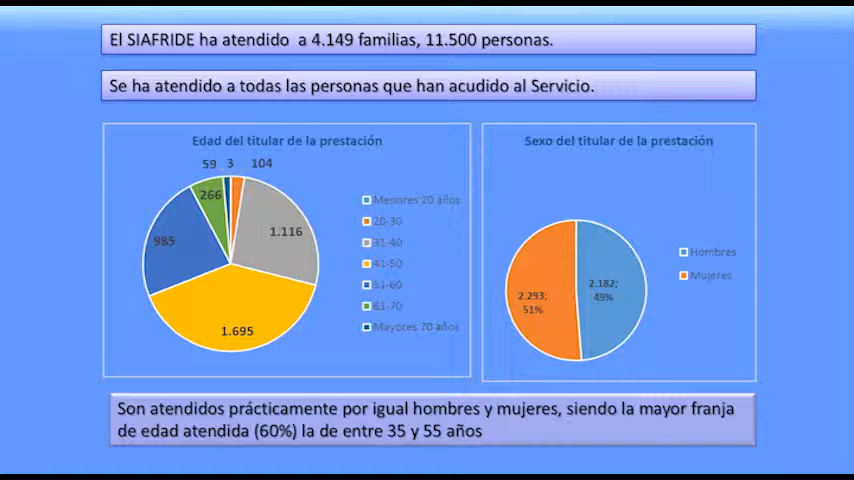 El SIAFRIDE ha atendido a 4.149 familias, 11.500 personas.
Se ha atendido a todas las personas que han acudido al Servicio.
Edad del titular de la prestación
59 3 104
266
1.116
985
1.695
Menores 20 años
20-30
31-40
41-50
51-60
61-70
Mayores 70 años
Sexo del titular de la prestación
2.182;
49%
2.293;
51%
Hombres
Mujeres
Son atendidos prácticamente por igual hombres y mujeres, siendo la mayor franja
de edad atendida (60%) la de entre 35 y 55 años